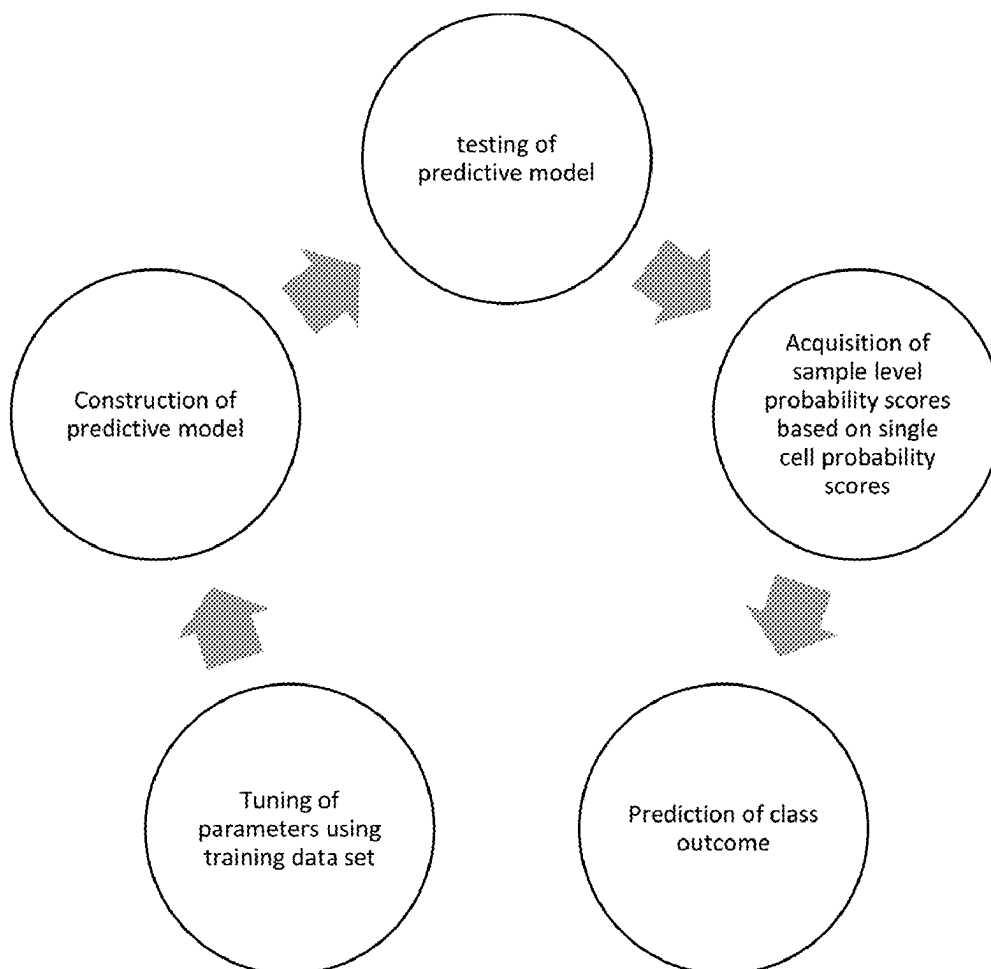 testing of
predictive model
Construction of
predictive model
Acquisition of
sample level
probability scores
based on single
cell probability
scores
Tuning of
parameters using
training data set
Prediction of class
outcome